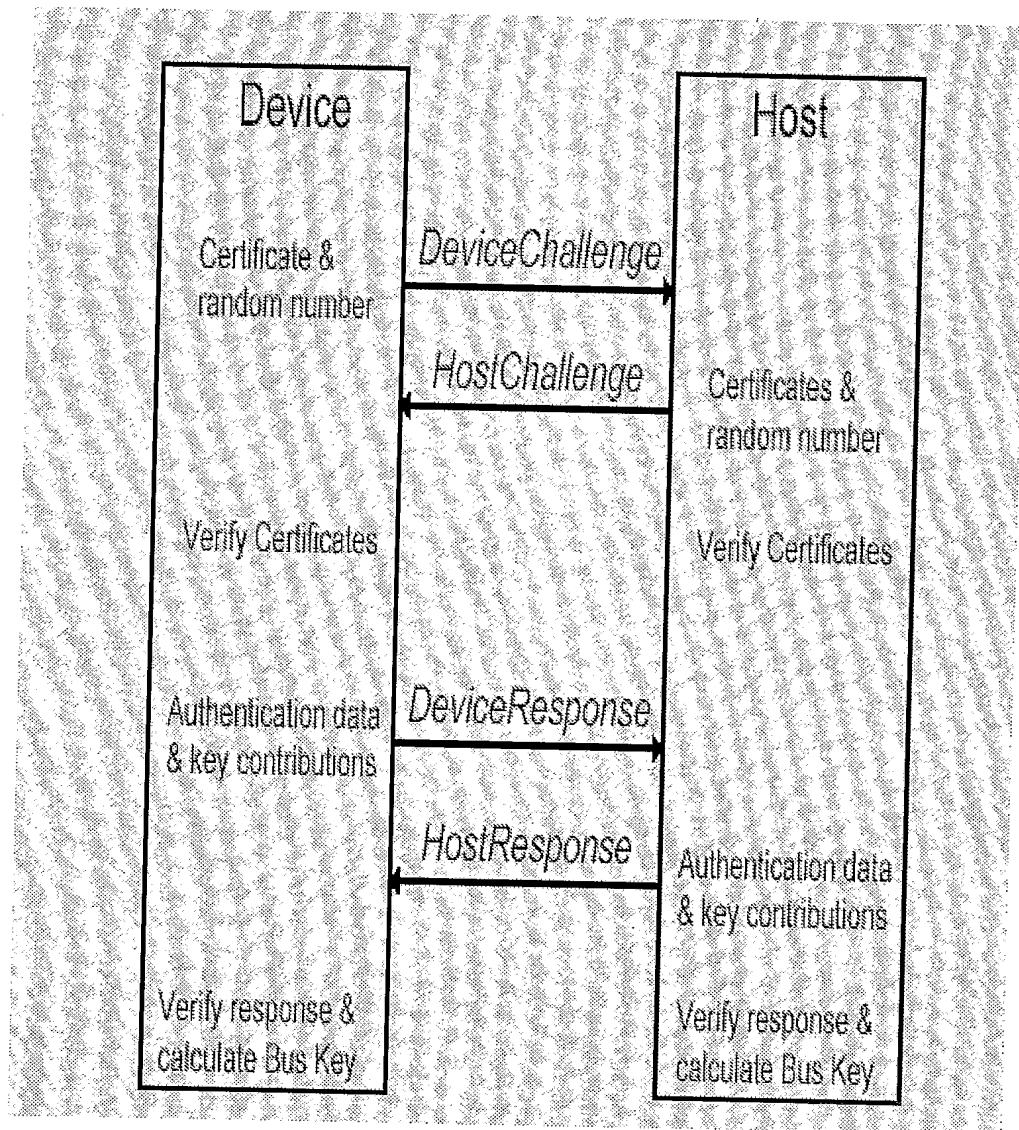 Device
Host
Certificate &
random number
DeviceChallenge
HostChallenge
Certificates &
random number
Verify Certificates
Verify Certificates
Authentication data
& key contributions
DeviceResponse
HostResponse
Authentication data
& key contributions
Verify response &
calculate Bus Key
Verify response &
calculate Bus Key